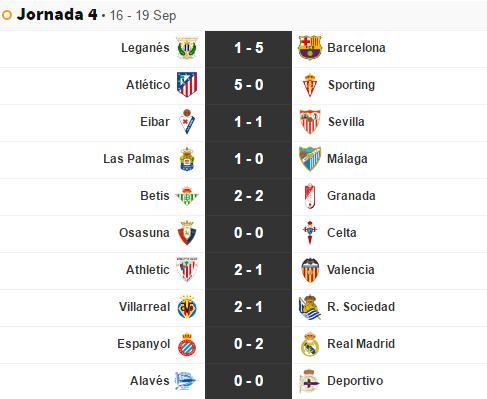 Jornada 4 • 16 - 19 Sep
Leganés 1 - 5 Barcelona
Atlético 5 - 0 Sporting
Eibar 1 - 1 Sevilla
Las Palmas 1 - 0 Málaga
Betis 2 - 2 Granada
Osasuna 0 - 0 Celta
Athletic 2 - 1 Valencia
Villarreal 2 - 1 R. Sociedad
Espanyol 0 - 2 Real Madrid
Alavés 0 - 0 Deportivo